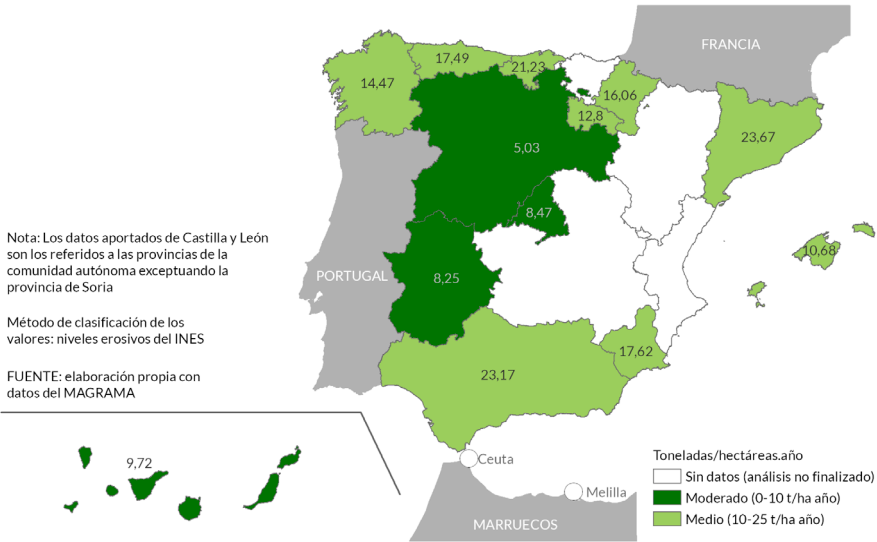 FRANCIA
17,49
21,23
14,47
16,06
12,8
23,67
5,03
8,47
Nota: Los datos aportados de Castilla y León
son los referidos a las provincias de la
comunidad autónoma exceptuando la
provincia de Soria
10,68
PORTUGAL
8,25
Método de clasificación de los
valores: niveles erosivos del INES
17,62
FUENTE: elaboración propia con
datos del MAGRAMA
23,17
9,72
Ceuta
Melilla
MARRUECOS
Toneladas/hectáreas.año
Sin datos (análisis no finalizado)
Moderado (0-10 t/ha año)
Medio (10-25 t/ha año)